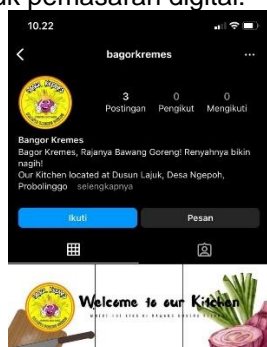 uk pemasaran digital.
10.22
bagorkremes
3 0 0
Postingan Pengikut Mengikuti
Bangor Kremes
Bagor Kremes, Rajanya Bawang Goreng! Renyahnya bikin
nagih!
Our Kitchen located at Dusun Lajuk, Desa Ngepoh,
Probolinggo selengkapnya
Ikuti Pesan
Welcome to our Kitchen